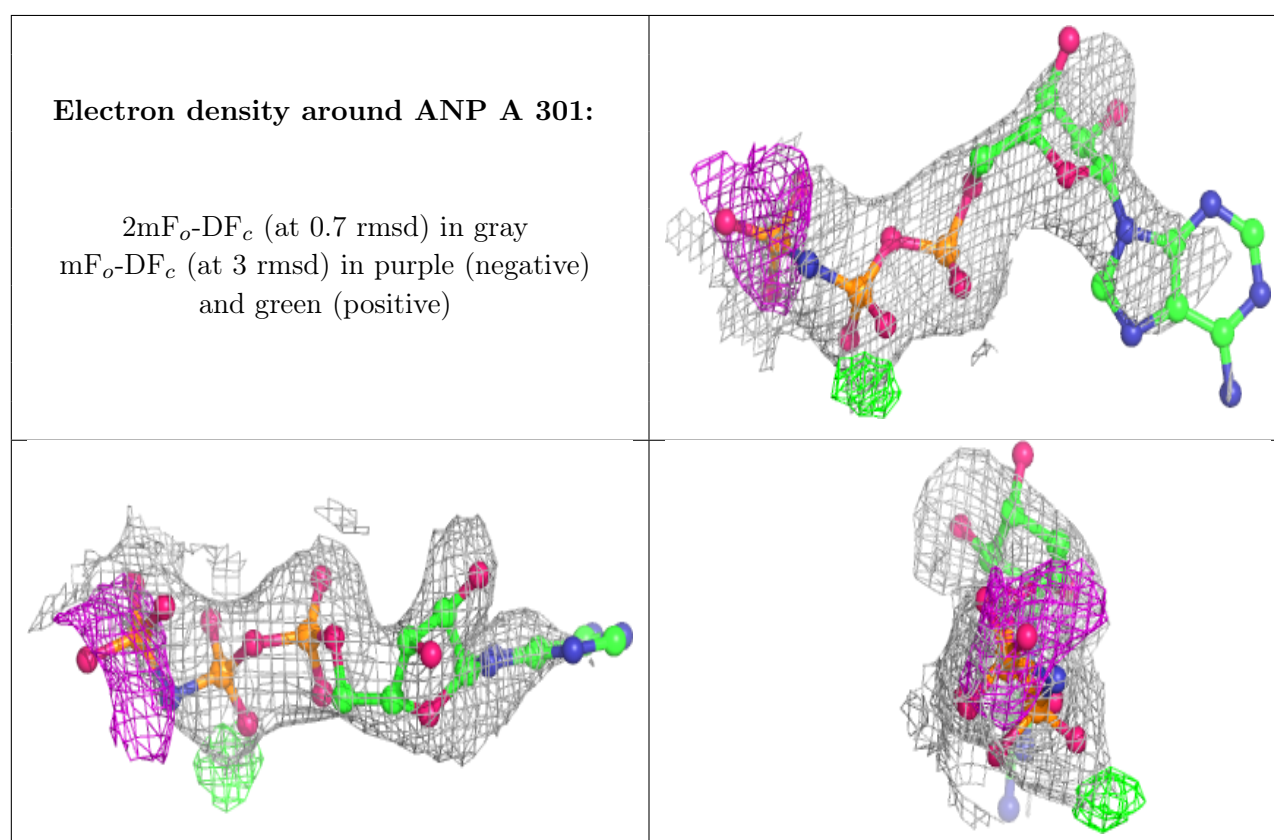 Electron density around ANP A 301:
2mFo-DFc (at 0.7 rmsd) in gray
mFo-DFc (at 3 rmsd) in purple (negative)
and green (positive)